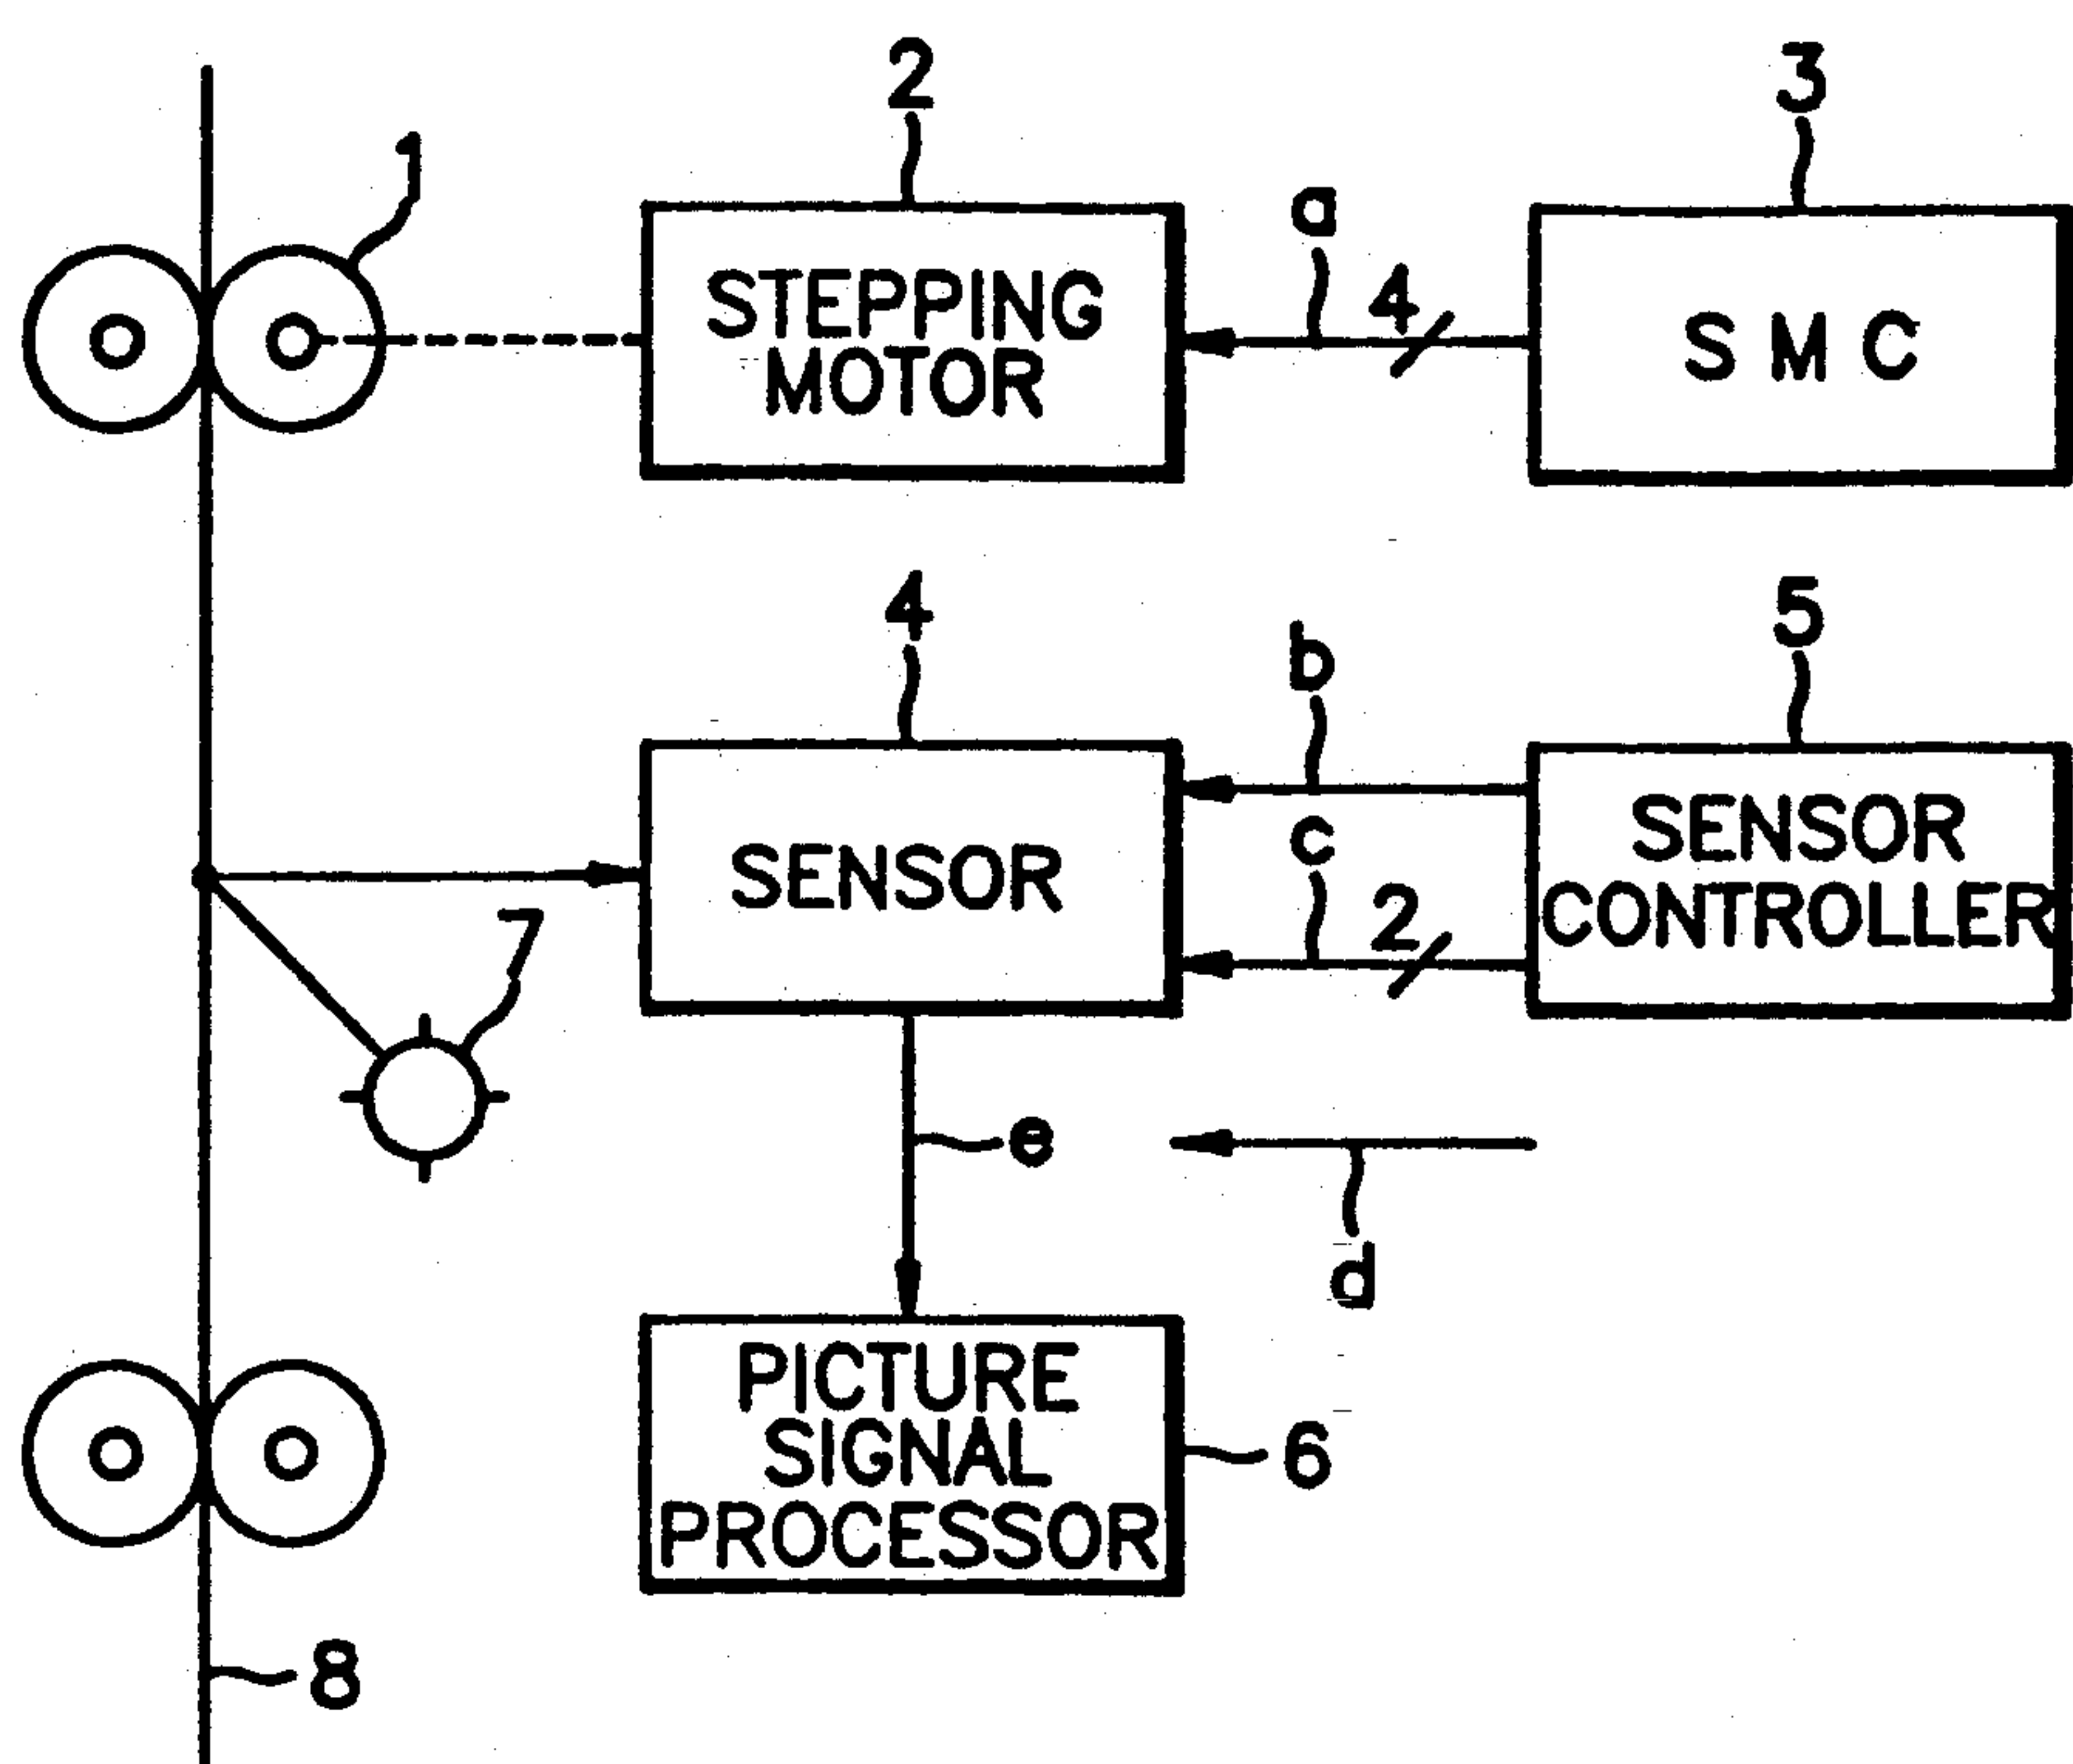 2
3
1
a
4
STEPPING
MOTOR
S M C
4
5
b
SENSOR
c
2
SENSOR
CONTROLLER
7
e
d
PICTURE
SIGNAL
PROCESSOR
6
8